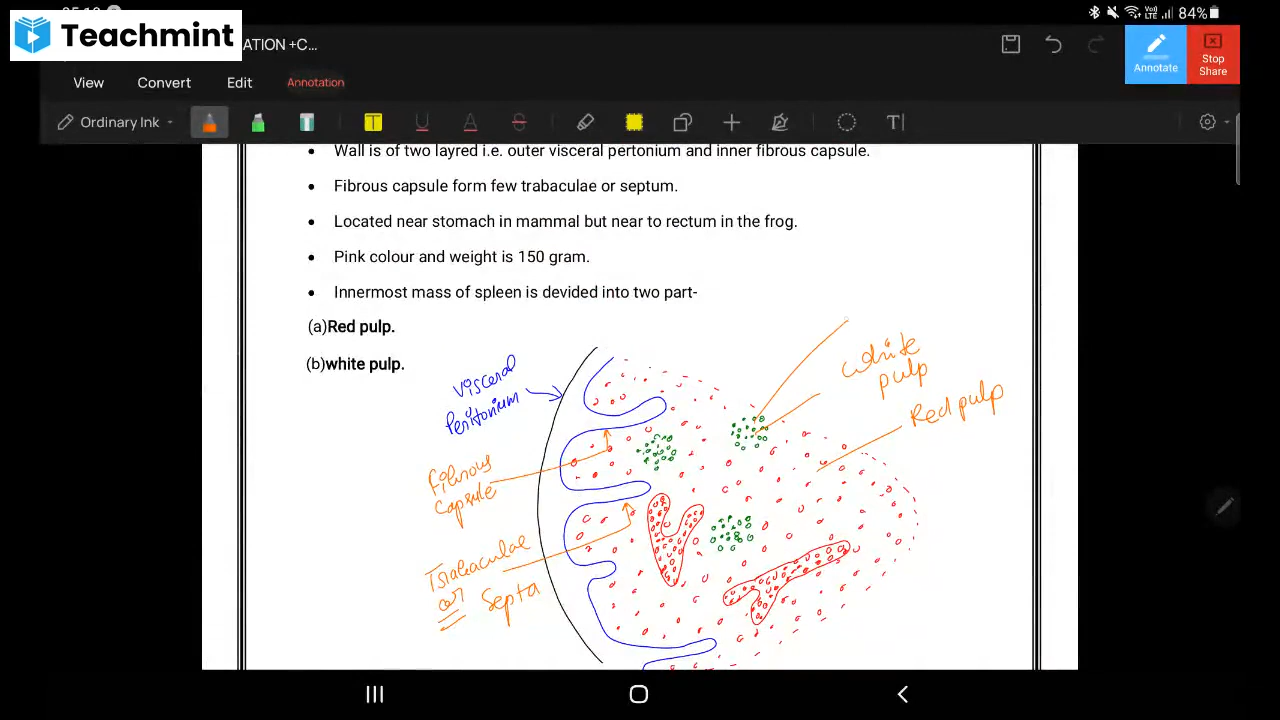 Teachmint
ATION +C...
84%
Annotate
Stop
Share
View
Convert
Edit
Annotation
Ordinary Ink
• Wall is of two layred i.e. outer visceral pertonium and inner fibrous capsule.
• Fibrous capsule form few trabaculae or septum.
• Located near stomach in mammal but near to rectum in the frog.
• Pink colour and weight is 150 gram.
• Innermost mass of spleen is devided into two part-
(a)Red pulp.
(b)white pulp.
visceral
Peritonium
white
pulp
Red pulp
fibrous
capsule
Trabaculae
or
Septa